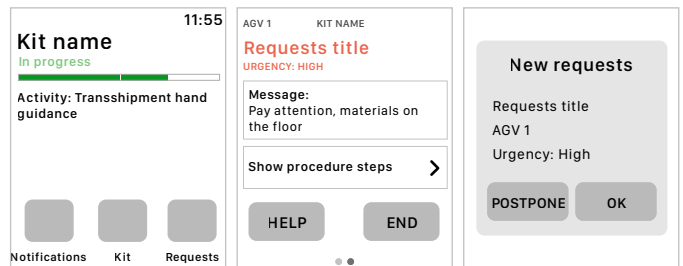 11:55
Kit name
In progress
Activity: Transshipment hand
guidance
Notifications Kit Requests
AGV 1 KIT NAME
Requests title
URGENCY: HIGH
Message:
Pay attention, materials on
the floor
Show procedure steps
HELP END
New requests
Requests title
AGV 1
Urgency: High
POSTPONE OK